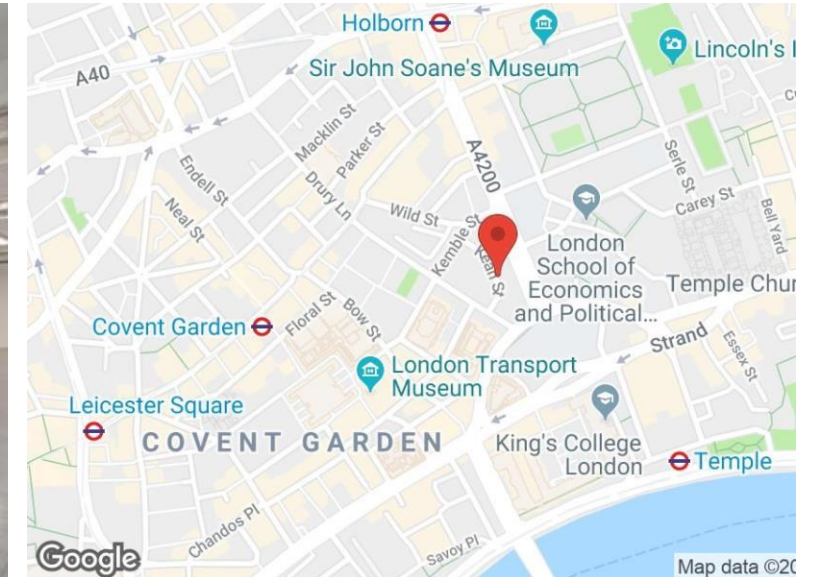 Holborn
A40
Sir John Soane's Museum
Lincoln's I
Macklin St
Parker St
A4200
Endell St
Drury Ln
Serle St
Neal St
Wild St
Carey St
Bell Yard
Kemble St
Kean St
London
School of
Economics
and Political...
Temple Chur
Covent Garden
Floral St
Bow St
Strand
Essex St
London Transport
Museum
Leicester Square
COVENT GARDEN
King's College
London
Temple
Chandos Pl
Savoy Pl
Google
Map data ©20